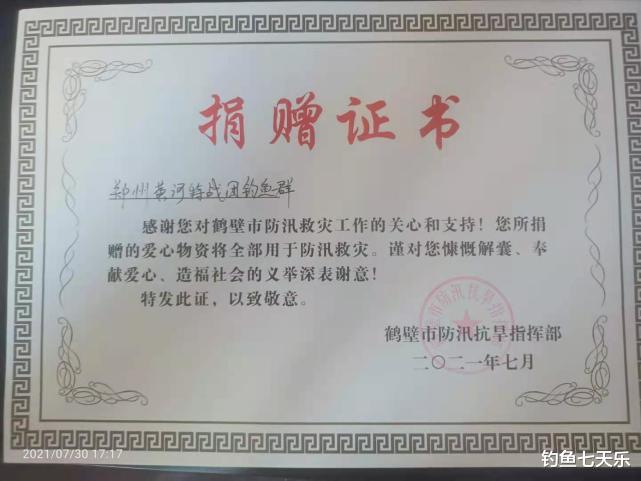 捐赠证书
郑州黄河特战团钓鱼群
感谢您对鹤壁市防汛救灾工作的关心和支持！您所捐
赠的爱心物资将全部用于防汛救灾。谨对您慷慨解囊、奉
献爱心、造福社会的义举深表谢意！
特发此证，以致敬意。
鹤壁市防汛抗旱指挥部
二〇二一年七月
2021/07/30 17:17
钓鱼七天乐